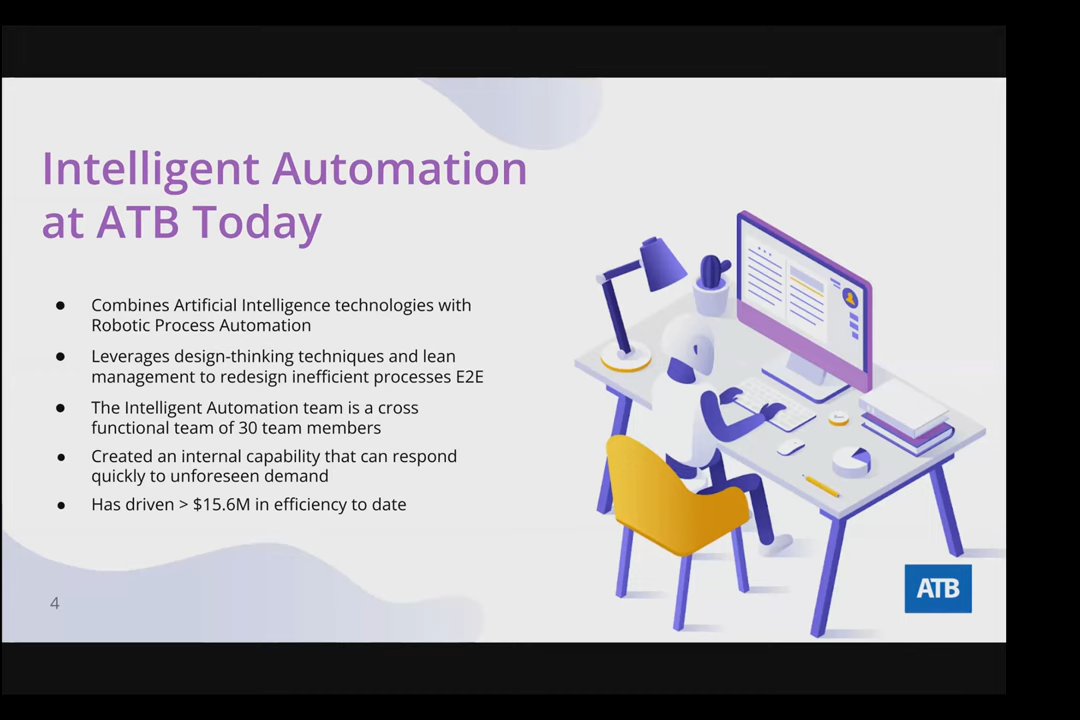 Intelligent Automation
at ATB Today
● Combines Artificial Intelligence technologies with
Robotic Process Automation
● Leverages design-thinking techniques and lean
management to redesign inefficient processes E2E
● The Intelligent Automation team is a cross
functional team of 30 team members
● Created an internal capability that can respond
quickly to unforeseen demand
● Has driven > $15.6M in efficiency to date
4
ATB